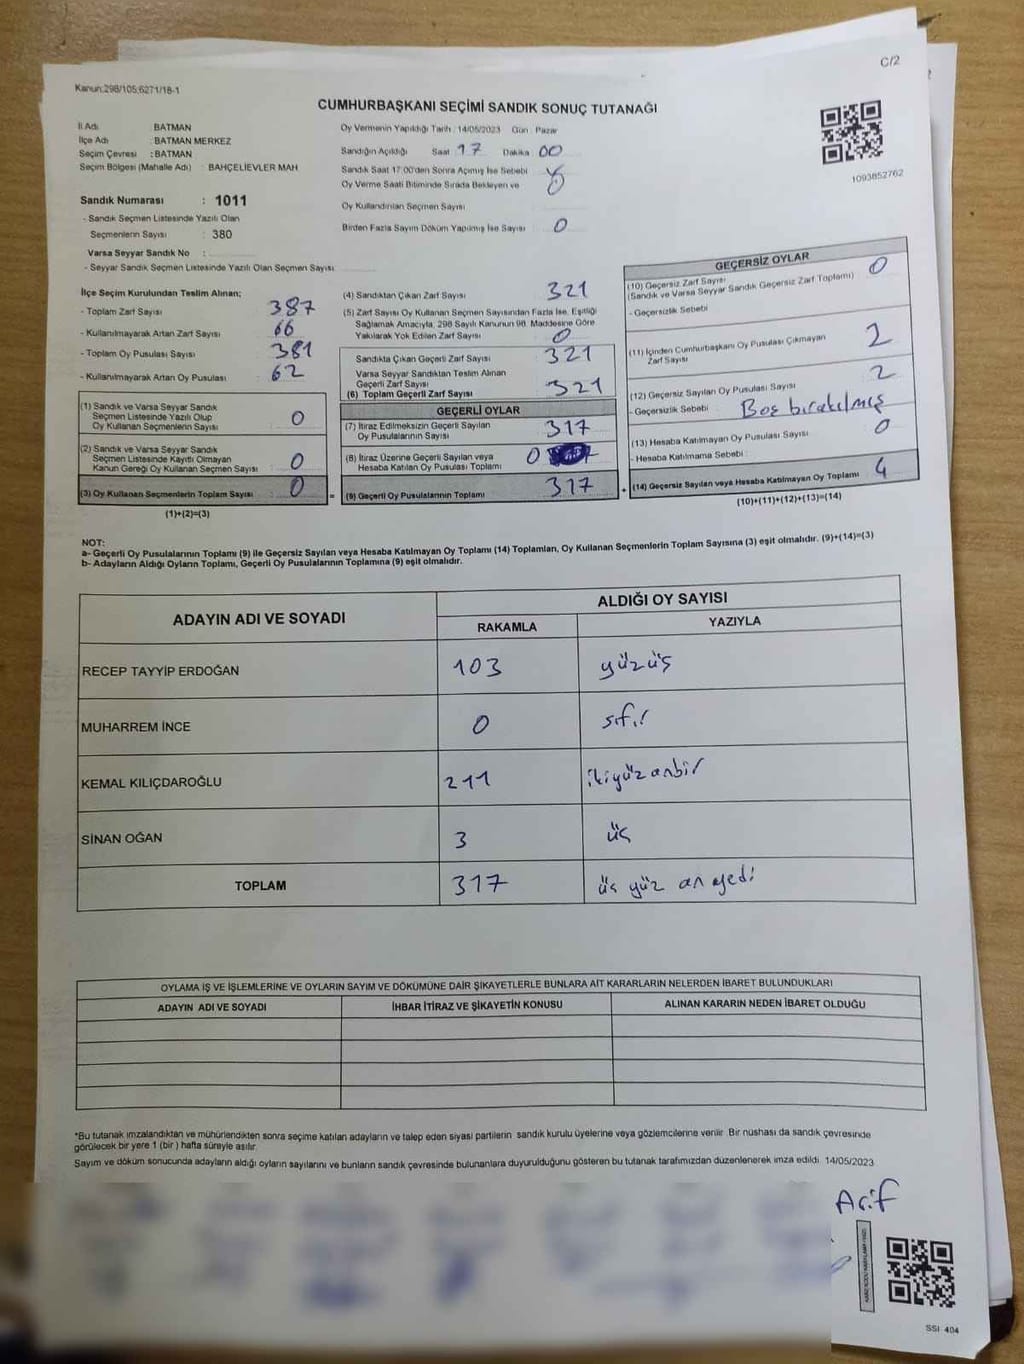 C/2
Kanun:298/105;6271/18-1
CUMHURBAŞKANI SEÇİMİ SANDIK SONUÇ TUTANAĞI
İl Adı BATMAN
İlçe Adı : BATMAN MERKEZ
Seçim Çevresi : BATMAN
Seçim Bölgesi (Mahalle Adı) : BAHÇELİEVLER MAH
Sandık Numarası : 1011
- Sandık Seçmen Listesinde Yazılı Olan
Seçmenlerin Sayısı : 380
Varsa Seyyar Sandık No :
- Seyyar Sandık Seçmen Listesinde Yazılı Olan Seçmen Sayısı
Oy Vermenin Yapıldığı Tarih : 14/05/2023 Gün : Pazar
Sandığın Açıldığı Saat 17 Dakika 00
Sandık Saat 17:00'den Sonra Açılmış İse Sebebi
Oy Verme Saati Bitiminde Sırada Bekleyen ve
Oy Kullandırılan Seçmen Sayısı
Birden Fazla Sayım Döküm Yapılmış İse Sayısı 0
1093852762
İlçe Seçim Kurulundan Teslim Alınan;
- Toplam Zarf Sayısı 387
- Kullanılmayarak Artan Zarf Sayısı 66
- Toplam Oy Pusulası Sayısı 381
- Kullanılmayarak Artan Oy Pusulası 62
(1) Sandık ve Varsa Seyyar Sandık
Seçmen Listesinde Yazılı Olup
Oy Kullanan Seçmenlerin Sayısı 0
(2) Sandık ve Varsa Seyyar Sandık
Seçmen Listesinde Kayıtlı Olmayan
Kanun Gereği Oy Kullanan Seçmen Sayısı 0
(3) Oy Kullanan Seçmenlerin Toplam Sayısı 0
(1)+(2)=(3)
(4) Sandıktan Çıkan Zarf Sayısı 321
(5) Zarf Sayısı Oy Kullanan Seçmen Sayısından Fazla İse, Eşitliği
Sağlamak Amacıyla, 298 Sayılı Kanunun 98. Maddesine Göre
Yakılarak Yok Edilen Zarf Sayısı 0
Sandıkta Çıkan Geçerli Zarf Sayısı 321
Varsa Seyyar Sandıktan Teslim Alınan
Geçerli Zarf Sayısı
(6) Toplam Geçerli Zarf Sayısı 321
GEÇERLİ OYLAR
(7) İtiraz Edilmeksizin Geçerli Sayılan
Oy Pusulalarının Sayısı 317
(8) İtiraz Üzerine Geçerli Sayılan veya
Hesaba Katılan Oy Pusulası Toplamı 0
= (9) Geçerli Oy Pusulalarının Toplamı 317 +
GEÇERSİZ OYLAR
(10) Geçersiz Zarf Sayısı 0
(Sandık ve Varsa Seyyar Sandık Geçersiz Zarf Toplamı)
- Geçersizlik Sebebi
(11) İçinden Cumhurbaşkanı Oy Pusulası Çıkmayan
Zarf Sayısı 2
(12) Geçersiz Sayılan Oy Pusulası Sayısı 2
- Geçersizlik Sebebi Boş bırakılmış
(13) Hesaba Katılmayan Oy Pusulası Sayısı 0
- Hesaba Katılmama Sebebi :
(14) Geçersiz Sayılan veya Hesaba Katılmayan Oy Toplamı 4
(10)+(11)+(12)+(13)=(14)
NOT:
a- Geçerli Oy Pusulalarının Toplamı (9) ile Geçersiz Sayılan veya Hesaba Katılmayan Oy Toplamı (14) Toplamları, Oy Kullanan Seçmenlerin Toplam Sayısına (3) eşit olmalıdır. (9)+(14)=(3)
b- Adayların Aldığı Oyların Toplamı, Geçerli Oy Pusulalarının Toplamına (9) eşit olmalıdır.
ADAYIN ADI VE SOYADI ALDIĞI OY SAYISI
RAKAMLA YAZIYLA
RECEP TAYYİP ERDOĞAN 103 yüzüç
MUHARREM İNCE 0 sıfır
KEMAL KILIÇDAROĞLU 211 ikiyüz onbir
SİNAN OĞAN 3 üç
TOPLAM 317 üç yüz on yedi
OYLAMA İŞ VE İŞLEMLERİNE VE OYLARIN SAYIM VE DÖKÜMÜNE DAİR ŞİKAYETLERLE BUNLARA AİT KARARLARIN NELERDEN İBARET BULUNDUKLARI
ADAYIN ADI VE SOYADI İHBAR İTİRAZ VE ŞİKAYETİN KONUSU ALINAN KARARIN NEDEN İBARET OLDUĞU
*Bu tutanak imzalandıktan ve mühürlendikten sonra seçime katılan adayların ve talep eden siyasi partilerin sandık kurulu üyelerine veya gözlemcilerine verilir. Bir nüshası da sandık çevresinde
görülecek bir yere 1 (bir) hafta süreyle asılır.
Sayım ve döküm sonucunda adayların aldığı oyların sayılarını ve bunların sandık çevresinde bulunanlara duyurulduğunu gösteren bu tutanak tarafımızdan düzenlenerek imza edildi. 14/05/2023
Arif
SSI 404